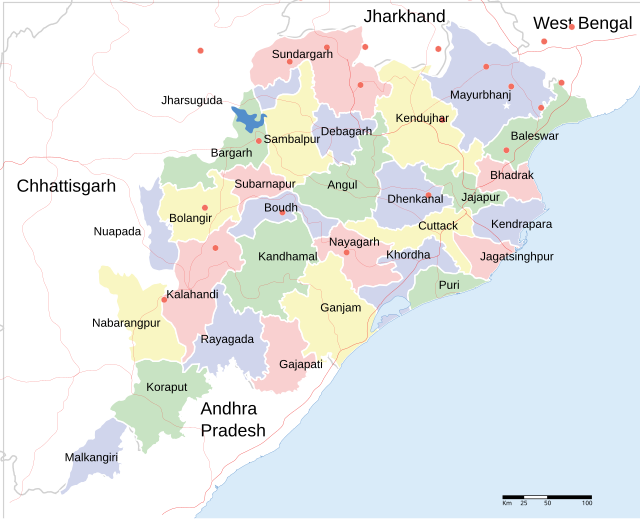 Jharkhand
West Bengal
Sundargarh
Jharsuguda
Mayurbhanj
Kendujhar
Debagarh
Sambalpur
Baleswar
Bargarh
Bhadrak
Chhattisgarh
Subarnapur
Angul
Dhenkanal
Jajapur
Boudh
Bolangir
Cuttack
Kendrapara
Nuapada
Nayagarh
Kandhamal
Khordha
Jagatsinghpur
Puri
Kalahandi
Ganjam
Nabarangpur
Rayagada
Gajapati
Koraput
Andhra
Pradesh
Malkangiri
Km 25 50 100